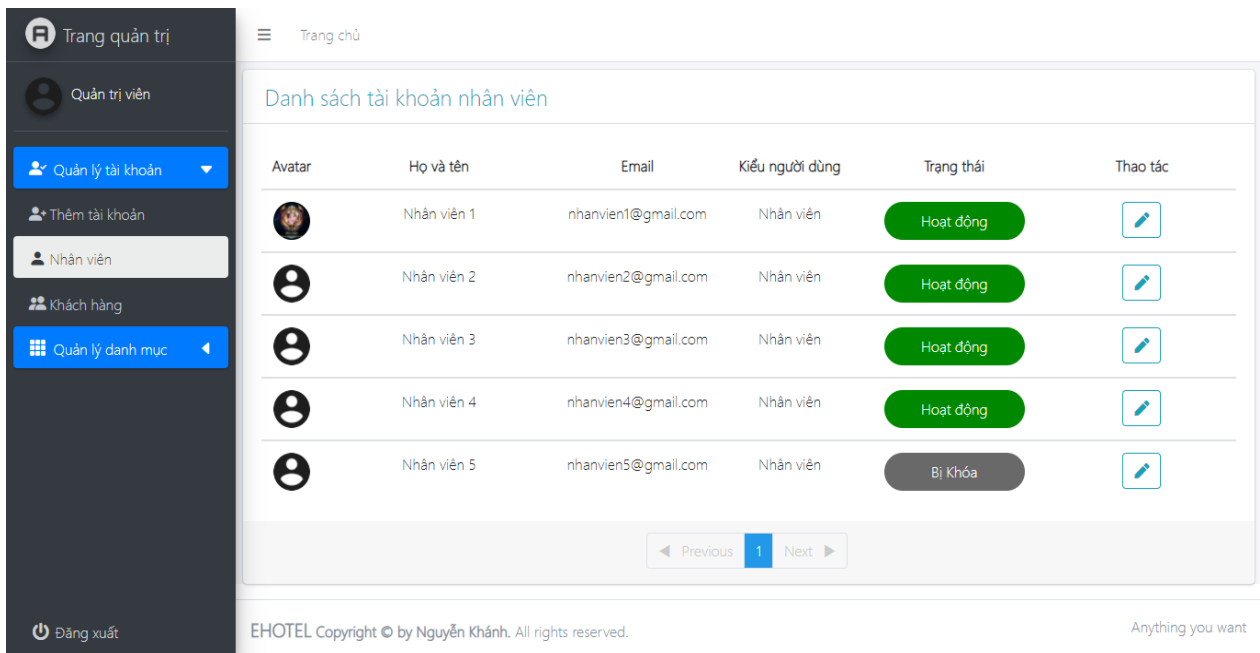 Trang quản trị
Trang chủ
Quản trị viên
Danh sách tài khoản nhân viên
Quản lý tài khoản
Thêm tài khoản
Nhân viên
Khách hàng
Quản lý danh mục
Avatar Họ và tên Email Kiểu người dùng Trạng thái Thao tác
Nhân viên 1 nhanvien1@gmail.com Nhân viên Hoạt động
Nhân viên 2 nhanvien2@gmail.com Nhân viên Hoạt động
Nhân viên 3 nhanvien3@gmail.com Nhân viên Hoạt động
Nhân viên 4 nhanvien4@gmail.com Nhân viên Hoạt động
Nhân viên 5 nhanvien5@gmail.com Nhân viên Bị Khóa
Previous 1 Next
Đăng xuất
EHOTEL Copyright © by Nguyễn Khánh. All rights reserved.
Anything you want